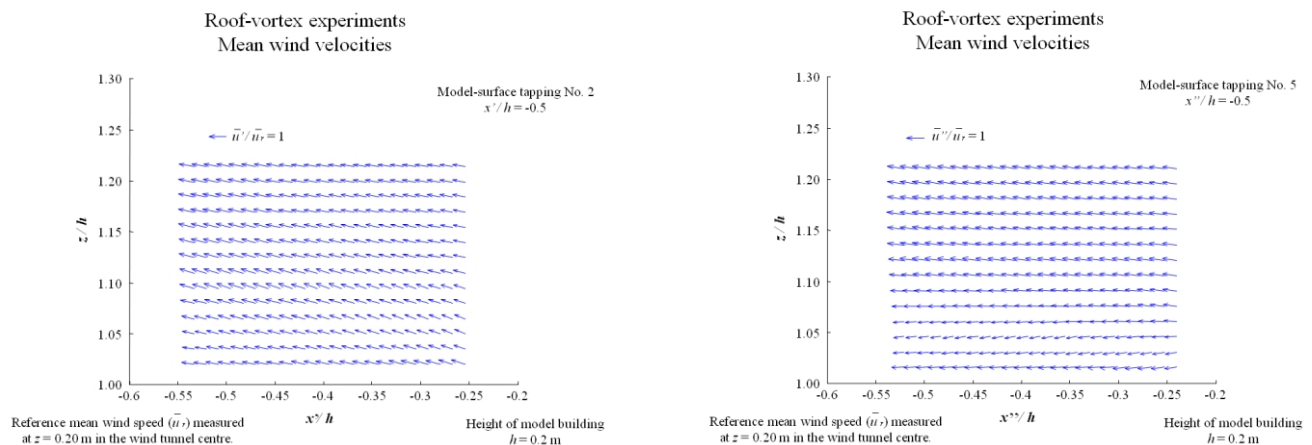 Roof-vortex experiments
Mean wind velocities
1.30
Model-surface tapping No. 2
x'/h = -0.5
1.25
ū'/ūᵣ = 1
1.20
z/h
1.15
1.10
1.05
1.00
-0.6 -0.55 -0.5 -0.45 -0.4 -0.35 -0.3 -0.25 -0.2
x'/h
Reference mean wind speed (ūᵣ) measured
at z = 0.20 m in the wind tunnel centre.
Height of model building
h = 0.2 m
Roof-vortex experiments
Mean wind velocities
1.30
Model-surface tapping No. 5
x''/h = -0.5
1.25
ū''/ūᵣ = 1
1.20
z/h
1.15
1.10
1.05
1.00
-0.6 -0.55 -0.5 -0.45 -0.4 -0.35 -0.3 -0.25 -0.2
x''/h
Reference mean wind speed (ūᵣ) measured
at z = 0.20 m in the wind tunnel centre.
Height of model building
h = 0.2 m